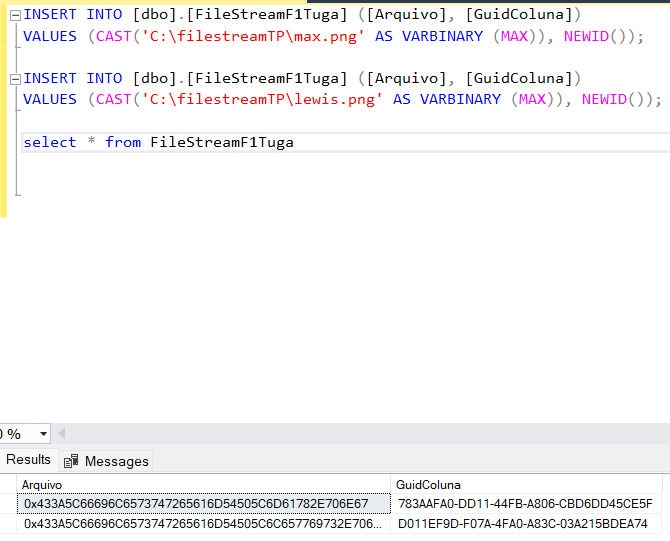 INSERT INTO [dbo].[FileStreamF1Tuga] ([Arquivo], [GuidColuna])
VALUES (CAST('C:\filestreamTP\max.png' AS VARBINARY (MAX)), NEWID());
INSERT INTO [dbo].[FileStreamF1Tuga] ([Arquivo], [GuidColuna])
VALUES (CAST('C:\filestreamTP\lewis.png' AS VARBINARY (MAX)), NEWID());
select * from FileStreamF1Tuga
0 %
Results Messages
Arquivo GuidColuna
0x433A5C66696C6573747265616D54505C6D61782E706E67 783AAFA0-DD11-44FB-A806-CBD6DD45CE5F
0x433A5C66696C6573747265616D54505C6C657769732E706... D011EF9D-F07A-4FA0-A83C-03A215BDEA74